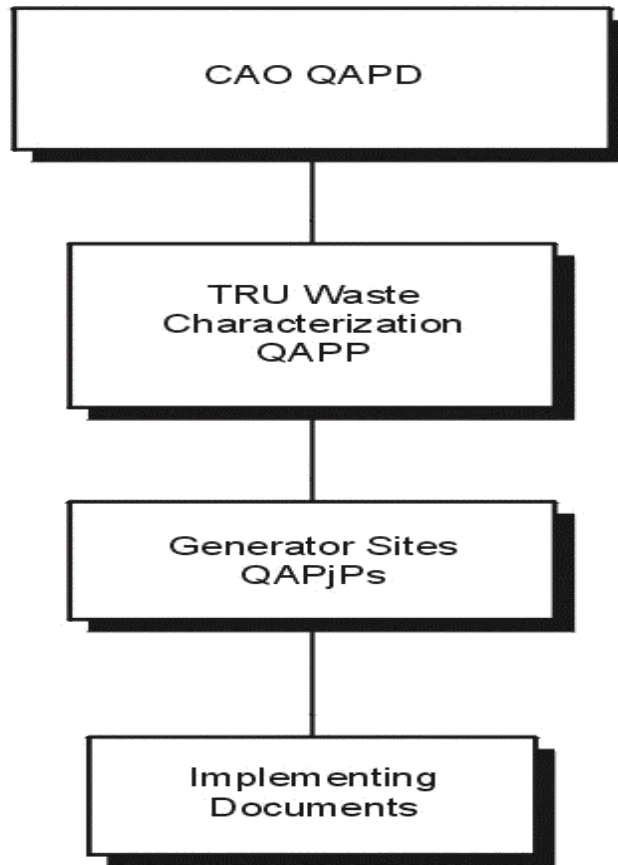 CAO QAPD
TRU Waste
Characterization
QAPP
Generator Sites
QAPjPs
Implementing
Documents